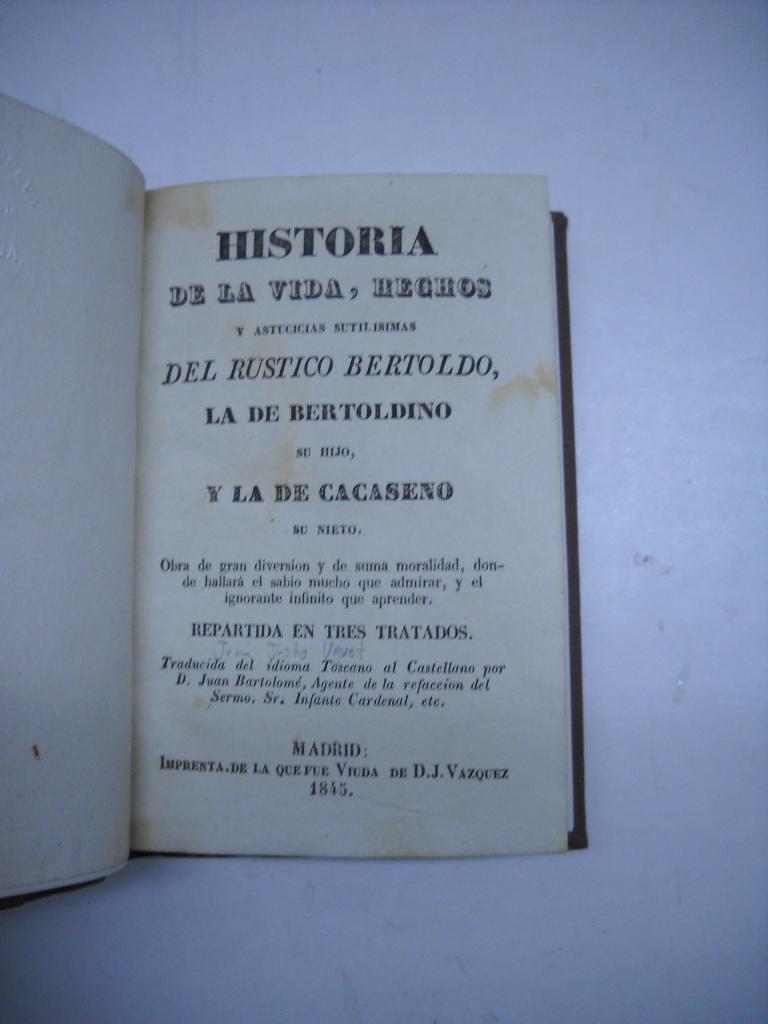 HISTORIA
DE LA VIDA, HECHOS
Y ASTUCICIAS SUTILISIMAS
DEL RUSTICO BERTOLDO,
LA DE BERTOLDINO
SU HIJO,
Y LA DE CACASENO
SU NIETO.
Obra de gran diversion y de suma moralidad, don-
de hallará el sabio mucho que admirar, y el
ignorante infinito que aprender.
REPARTIDA EN TRES TRATADOS.
Traducida del idioma Toscano al Castellano por
D. Juan Bartolomé, Agente de la refaccion del
Sermo. Sr. Infante Cardenal, etc.
MADRID:
IMPRENTA.DE LA QUE FUE VIUDA DE D.J. VAZQUEZ
1845.